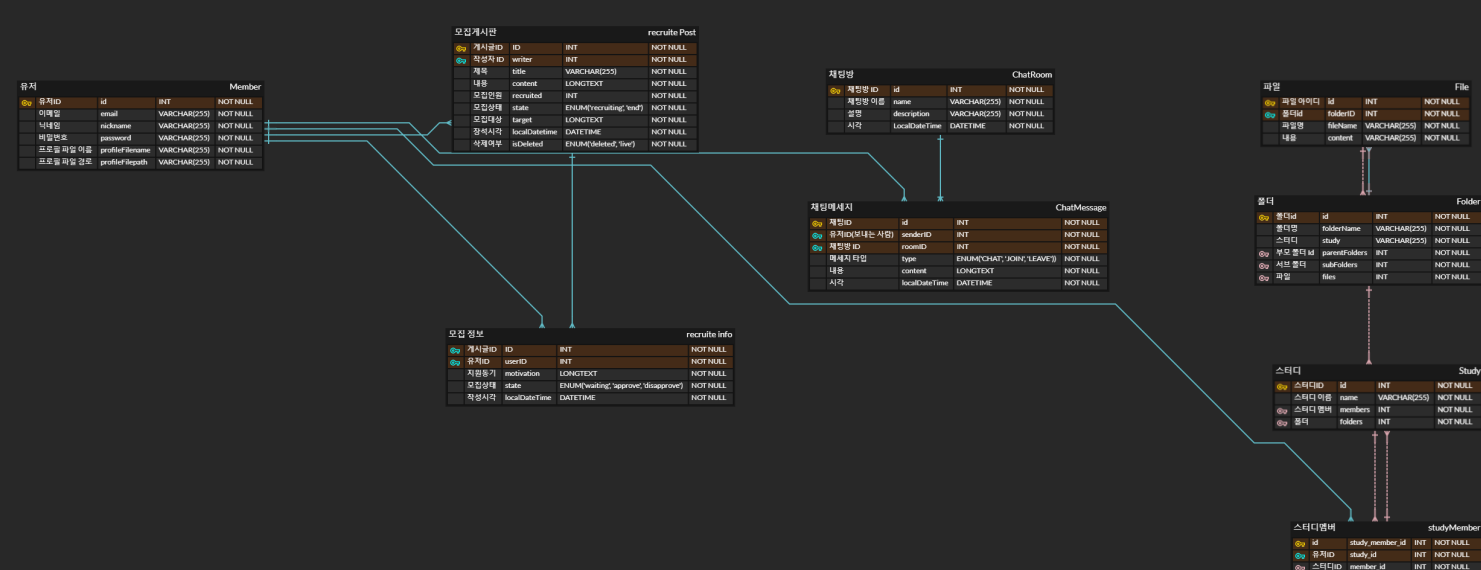 모집게시판 recruite Post
게시글ID ID INT NOT NULL
작성자 ID writer INT NOT NULL
제목 title VARCHAR(255) NOT NULL
내용 content LONGTEXT NOT NULL
모집인원 recruited INT NOT NULL
모집상태 state ENUM('recruiting','end') NOT NULL
모집대상 target LONGTEXT NOT NULL
장석시각 localDatetime DATETIME NOT NULL
삭제여부 isDeleted ENUM('deleted','live') NOT NULL
유저 Member
유저ID id INT NOT NULL
이메일 email VARCHAR(255) NOT NULL
닉네임 nickname VARCHAR(255) NOT NULL
비밀번호 password VARCHAR(255) NOT NULL
프로필 파일 이름 profileFilename VARCHAR(255) NOT NULL
프로필 파일 경로 profileFilepath VARCHAR(255) NOT NULL
채팅방 ChatRoom
채팅방 ID id INT NOT NULL
채팅방 이름 name VARCHAR(255) NOT NULL
설명 description VARCHAR(255) NOT NULL
시각 LocalDateTime DATETIME NOT NULL
파일 File
파일 아이디 id INT NOT NULL
폴더id folderID INT NOT NULL
파일명 fileName VARCHAR(255) NOT NULL
내용 content VARCHAR(255) NOT NULL
채팅메세지 ChatMessage
채팅ID id INT NOT NULL
유저ID(보내는 사람) senderID INT NOT NULL
채팅방 ID roomID INT NOT NULL
메세지 타입 type ENUM('CHAT','JOIN','LEAVE')) NOT NULL
내용 content LONGTEXT NOT NULL
시각 localDateTime DATETIME NOT NULL
폴더 Folder
폴더id id INT NOT NULL
폴더명 folderName VARCHAR(255) NOT NULL
스터디 study VARCHAR(255) NOT NULL
부모 폴더 id parentFolders INT NOT NULL
서브 폴더 subFolders INT NOT NULL
파일 files INT NOT NULL
모집 정보 recruite info
게시글ID ID INT NOT NULL
유저ID userID INT NOT NULL
지원동기 motivation LONGTEXT NOT NULL
모집상태 state ENUM('waiting','approve','disapprove') NOT NULL
작성시각 localDateTime DATETIME NOT NULL
스터디 Study
스터디ID id INT NOT NULL
스터디 이름 name VARCHAR(255) NOT NULL
스터디 멤버 members INT NOT NULL
폴더 folders INT NOT NULL
스터디멤버 studyMember
id study_member_id INT NOT NULL
유저ID study_id INT NOT NULL
스터디ID member_id INT NOT NULL